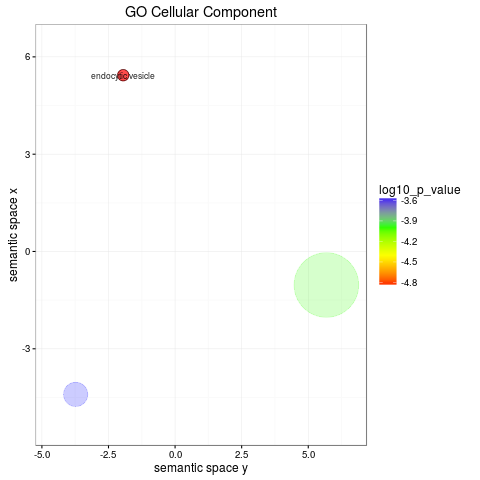 GO Cellular Component
6
3
0
-3
endocytic vesicle
-5.0
-2.5
0.0
2.5
5.0
semantic space y
semantic space x
log10_p_value
-3.6
-3.9
-4.2
-4.5
-4.8